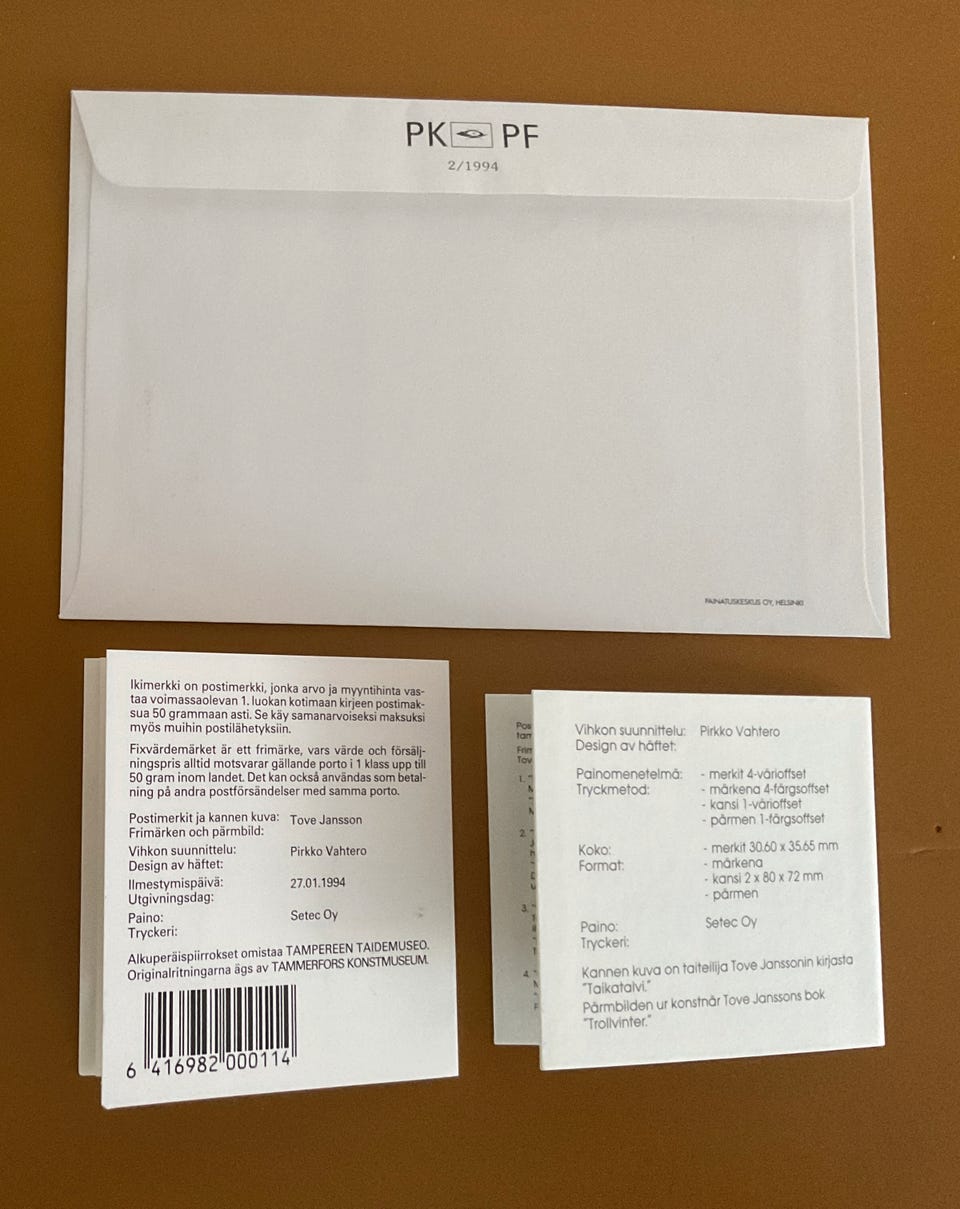 PK PF
2/1994
PAINATUSKESKUS OY, HELSINKI
Ikimerkki on postimerkki, jonka arvo ja myyntihinta vas-
taa voimassaolevan 1. luokan kotimaan kirjeen postimak-
sua 50 grammaan asti. Se käy samanarvoiseksi maksuksi
myös muihin postilähetyksiin.
Fixvärdemärket är ett frimärke, vars värde och försälj-
ningspris alltid motsvarar gällande porto i 1 klass upp till
50 gram inom landet. Det kan också användas som betal-
ning på andra postförsändelser med samma porto.
Postimerkit ja kannen kuva: Tove Jansson
Frimärken och pärmbild:
Vihkon suunnittelu: Pirkko Vahtero
Design av häftet:
Ilmestymispäivä: 27.01.1994
Utgivningsdag:
Paino: Setec Oy
Tryckeri:
Alkuperäispiirrokset omistaa TAMPEREEN TAIDEMUSEO.
Originalritningarna ägs av TAMMERFORS KONSTMUSEUM.
6 416982 000114
Pos
tam
Frim
Tov
1. "
2. "
3. "
4. "
Vihkon suunnittelu: Pirkko Vahtero
Design av häftet:
Painomenetelmä: - merkit 4-värioffset
Tryckmetod: - märkena 4-färgsoffset
- kansi 1-värioffset
- pärmen 1-färgsoffset
Koko: - merkit 30.60 x 35.65 mm
Format: - märkena
- kansi 2 x 80 x 72 mm
- pärmen
Paino: Setec Oy
Tryckeri:
Kannen kuva on taiteilija Tove Janssonin kirjasta
"Taikatalvi."
Pärmbilden ur konstnär Tove Janssons bok
"Trollvinter."